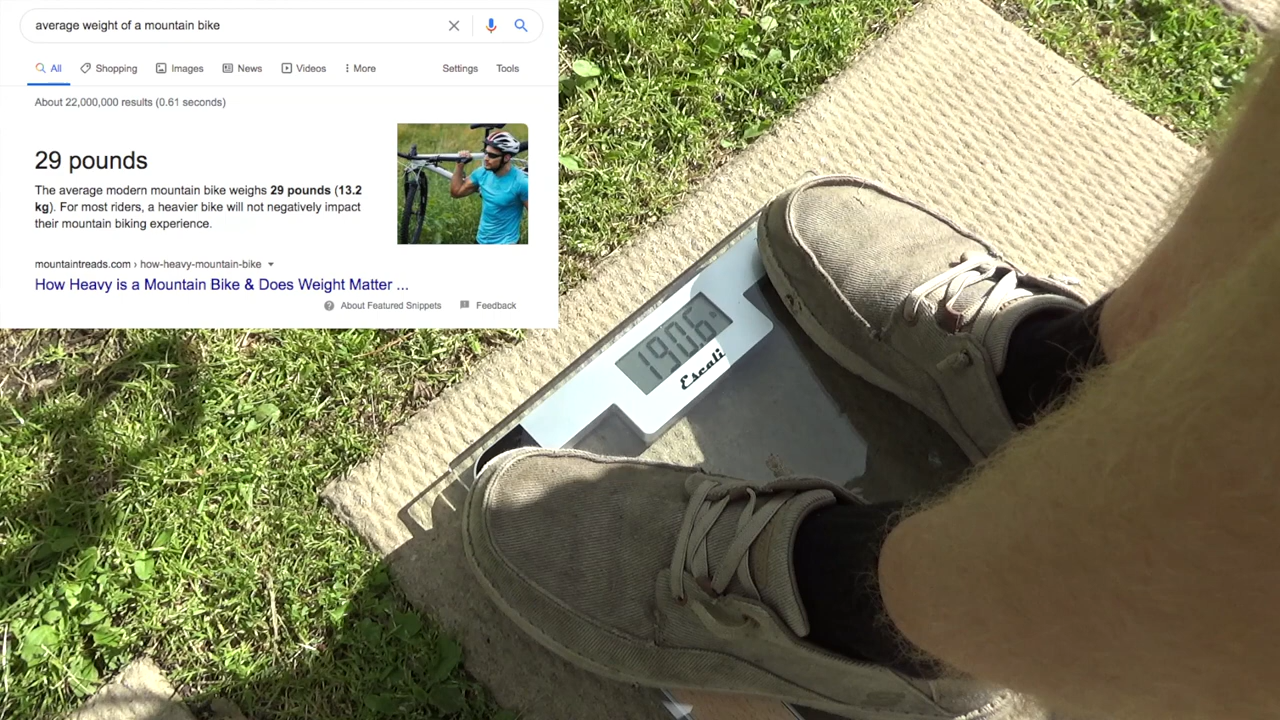 average weight of a mountain bike
All Shopping Images News Videos More Settings Tools
About 22,000,000 results (0.61 seconds)
29 pounds
The average modern mountain bike weighs 29 pounds (13.2
kg). For most riders, a heavier bike will not negatively impact
their mountain biking experience.
mountaintreads.com › how-heavy-mountain-bike
How Heavy is a Mountain Bike & Does Weight Matter ...
About Featured Snippets Feedback
190.6
Escali